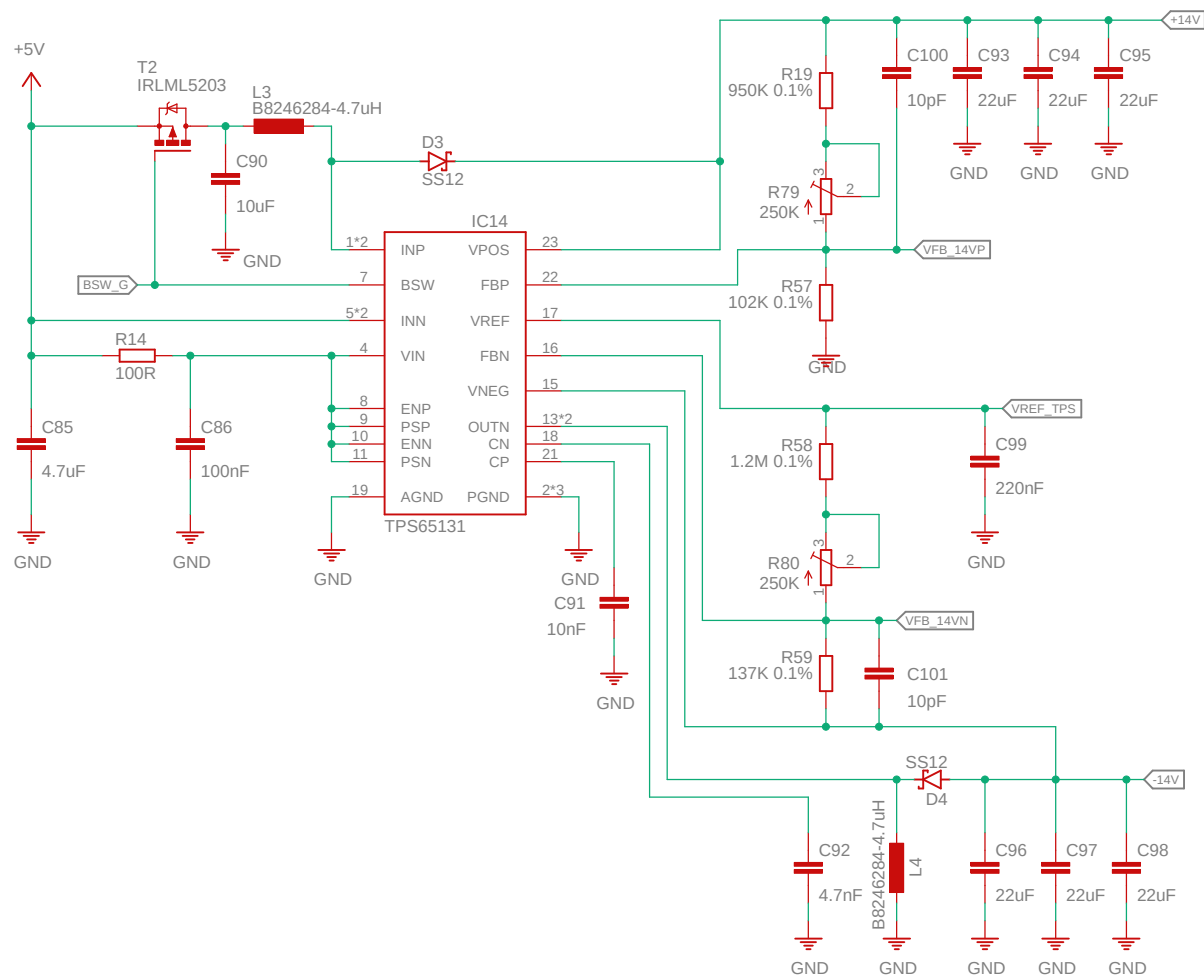 +14V
+5V
T2
IRLML5203
L3
B8246284-4.7uH
C90
10uF
GND
D3
SS12
R19
950K 0.1%
C100
10pF
C93
22uF
GND
C94
22uF
GND
C95
22uF
GND
R79
250K
3
2
1
VFB_14VP
R57
102K 0.1%
GND
BSW_G
IC14
1*2
INP
VPOS
23
7
BSW
FBP
22
5*2
INN
VREF
17
4
VIN
FBN
16
VNEG
15
8
ENP
OUTN
13*2
9
PSP
CN
18
10
ENN
CP
21
11
PSN
19
AGND
PGND
2*3
TPS65131
R14
100R
C85
4.7uF
GND
C86
100nF
GND
GND
GND
C91
10nF
GND
VREF_TPS
R58
1.2M 0.1%
C99
220nF
GND
R80
250K
3
2
1
VFB_14VN
R59
137K 0.1%
C101
10pF
SS12
D4
-14V
C92
4.7nF
GND
B8246284-4.7uH
L4
GND
C96
22uF
GND
C97
22uF
GND
C98
22uF
GND